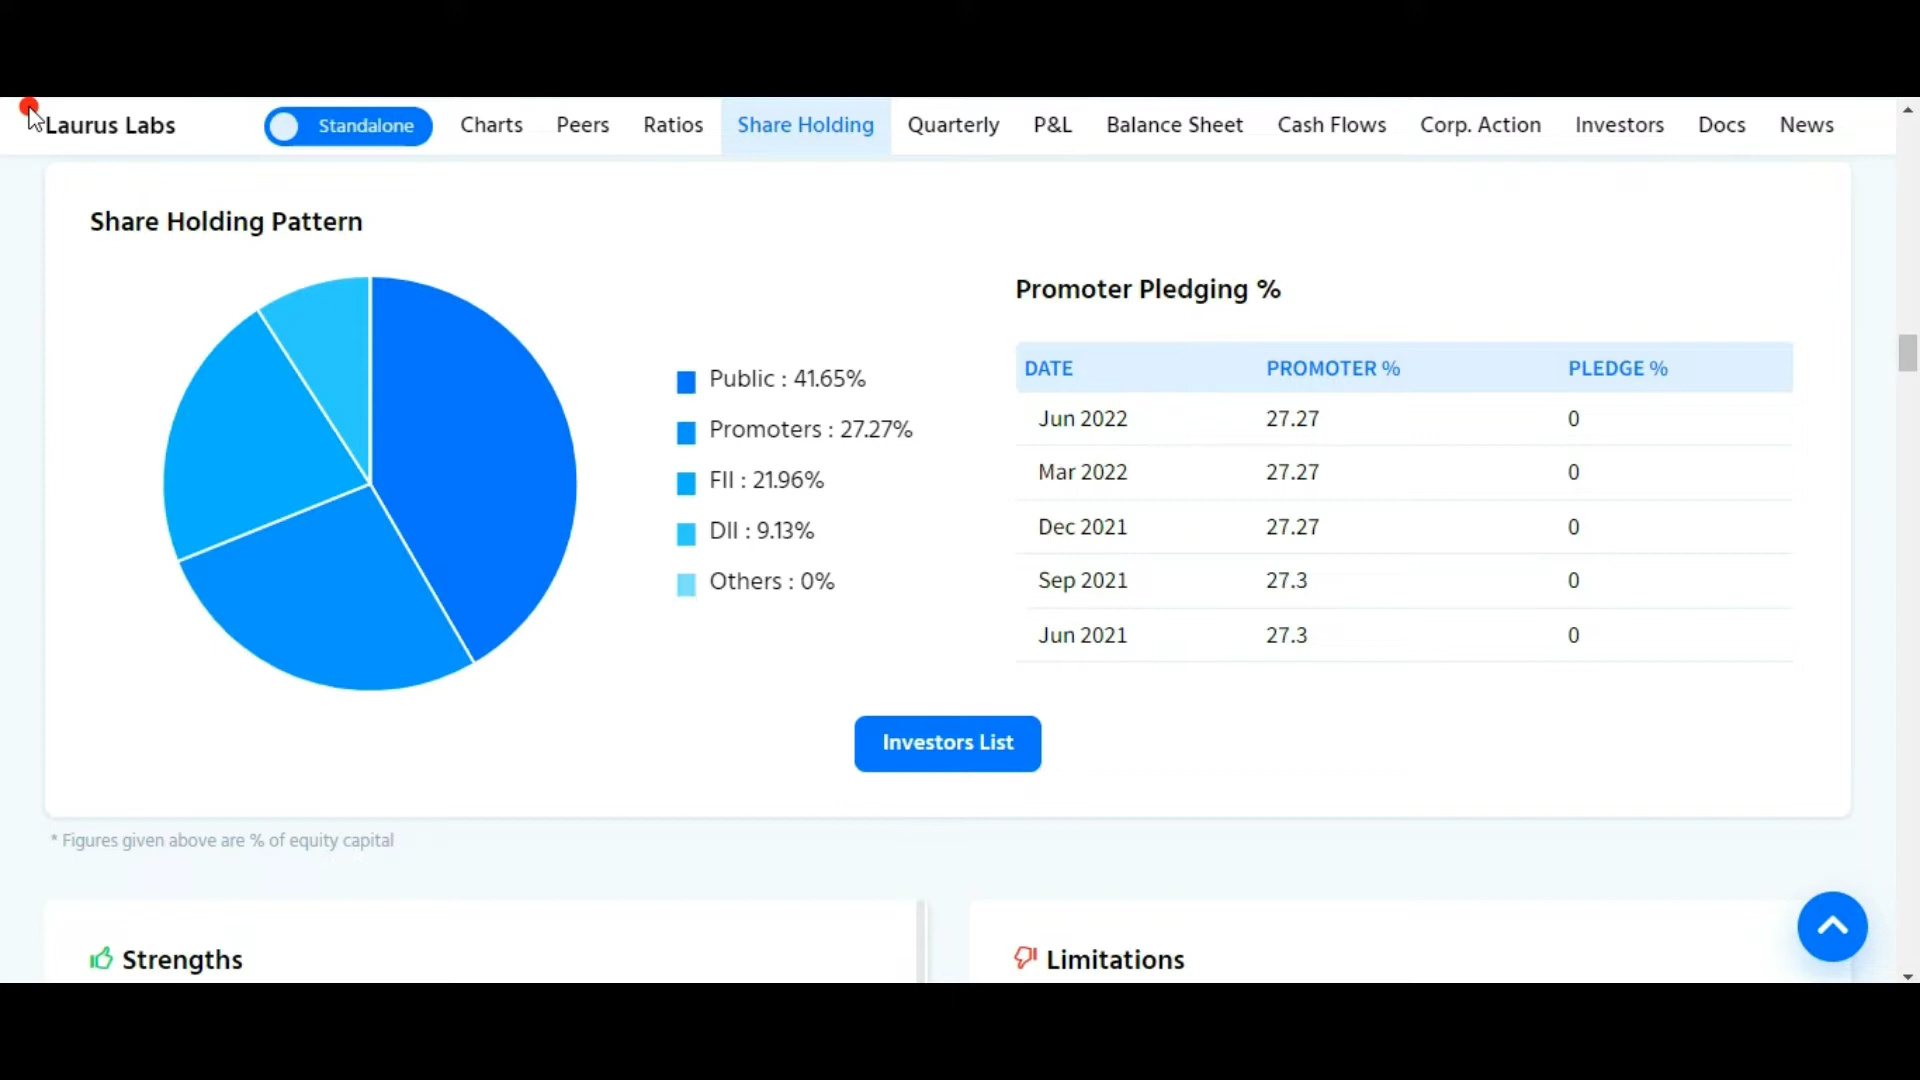 Laurus Labs Standalone Charts Peers Ratios Share Holding Quarterly P&L Balance Sheet Cash Flows Corp. Action Investors Docs News
Share Holding Pattern
Public : 41.65%
Promoters : 27.27%
FII : 21.96%
DII : 9.13%
Others : 0%
Promoter Pledging %
DATE PROMOTER % PLEDGE %
Jun 2022 27.27 0
Mar 2022 27.27 0
Dec 2021 27.27 0
Sep 2021 27.3 0
Jun 2021 27.3 0
Investors List
* Figures given above are % of equity capital
Strengths
Limitations